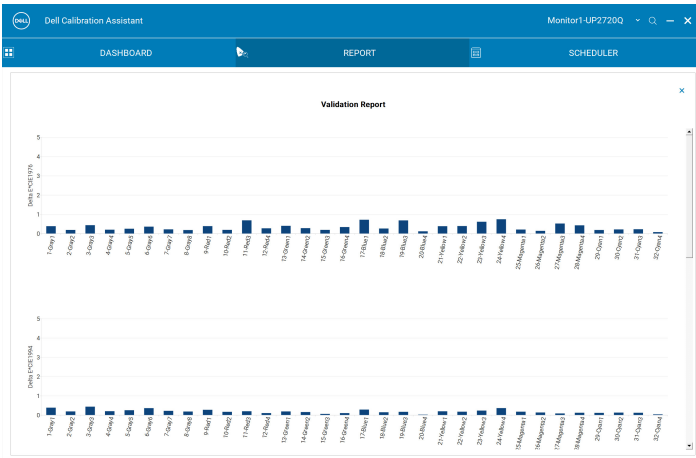 DELL Dell Calibration Assistant Monitor1-UP2720Q
DASHBOARD REPORT SCHEDULER
Validation Report
Delta E*CIE1976
5
4
3
2
1
0
1-Gray1 2-Gray2 3-Gray3 4-Gray4 5-Gray5 6-Gray6 7-Gray7 8-Gray8 9-Red1 10-Red2 11-Red3 12-Red4 13-Green1 14-Green2 15-Green3 16-Green4 17-Blue1 18-Blue2 19-Blue3 20-Blue4 21-Yellow1 22-Yellow2 23-Yellow3 24-Yellow4 25-Magenta1 26-Magenta2 27-Magenta3 28-Magenta4 29-Cyan1 30-Cyan2 31-Cyan3 32-Cyan4
Delta E*CIE1994
5
4
3
2
1
0
1-Gray1 2-Gray2 3-Gray3 4-Gray4 5-Gray5 6-Gray6 7-Gray7 8-Gray8 9-Red1 10-Red2 11-Red3 12-Red4 13-Green1 14-Green2 15-Green3 16-Green4 17-Blue1 18-Blue2 19-Blue3 20-Blue4 21-Yellow1 22-Yellow2 23-Yellow3 24-Yellow4 25-Magenta1 26-Magenta2 27-Magenta3 28-Magenta4 29-Cyan1 30-Cyan2 31-Cyan3 32-Cyan4